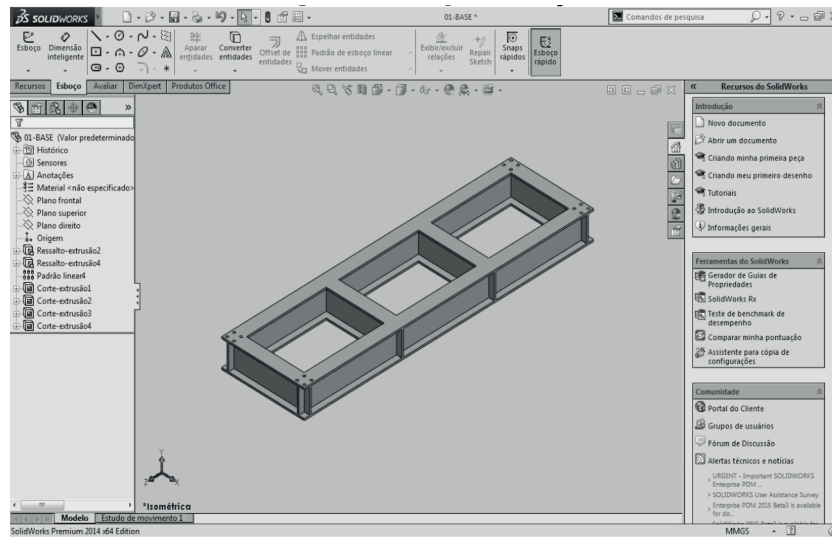 SOLIDWORKS
01-BASE *
Comandos de pesquisa
Esboço
Dimensão
inteligente
Aparar
entidades
Converter
entidades
Offset de
entidades
Espelhar entidades
Padrão de esboço linear
Mover entidades
Exibir/excluir
relações
Repair
Sketch
Snaps
rápidos
Esboço
rápido
Recursos
Esboço
Avaliar
DimXpert
Produtos Office
01-BASE (Valor predeterminado
Histórico
Sensores
Anotações
Material <não especificado>
Plano frontal
Plano superior
Plano direito
Origem
Ressalto-extrusão2
Ressalto-extrusão4
Padrão linear4
Corte-extrusão1
Corte-extrusão2
Corte-extrusão3
Corte-extrusão4
Y
Z
X
*Isométrica
Recursos do SolidWorks
Introdução
Novo documento
Abrir um documento
Criando minha primeira peça
Criando meu primeiro desenho
Tutoriais
Introdução ao SolidWorks
Informações gerais
Ferramentas do SolidWorks
Gerador de Guias de
Propriedades
SolidWorks Rx
Teste de benchmark de
desempenho
Comparar minha pontuação
Assistente para cópia de
configurações
Comunidade
Portal do Cliente
Grupos de usuários
Fórum de Discussão
Alertas técnicos e notícias
URGENT - Important SOLIDWORKS
Enterprise PDM ...
SOLIDWORKS User Assistance Survey
Enterprise PDM 2015 Beta3 is available
for do...
Modelo
Estudo de movimento 1
SolidWorks Premium 2014 x64 Edition
MMGS